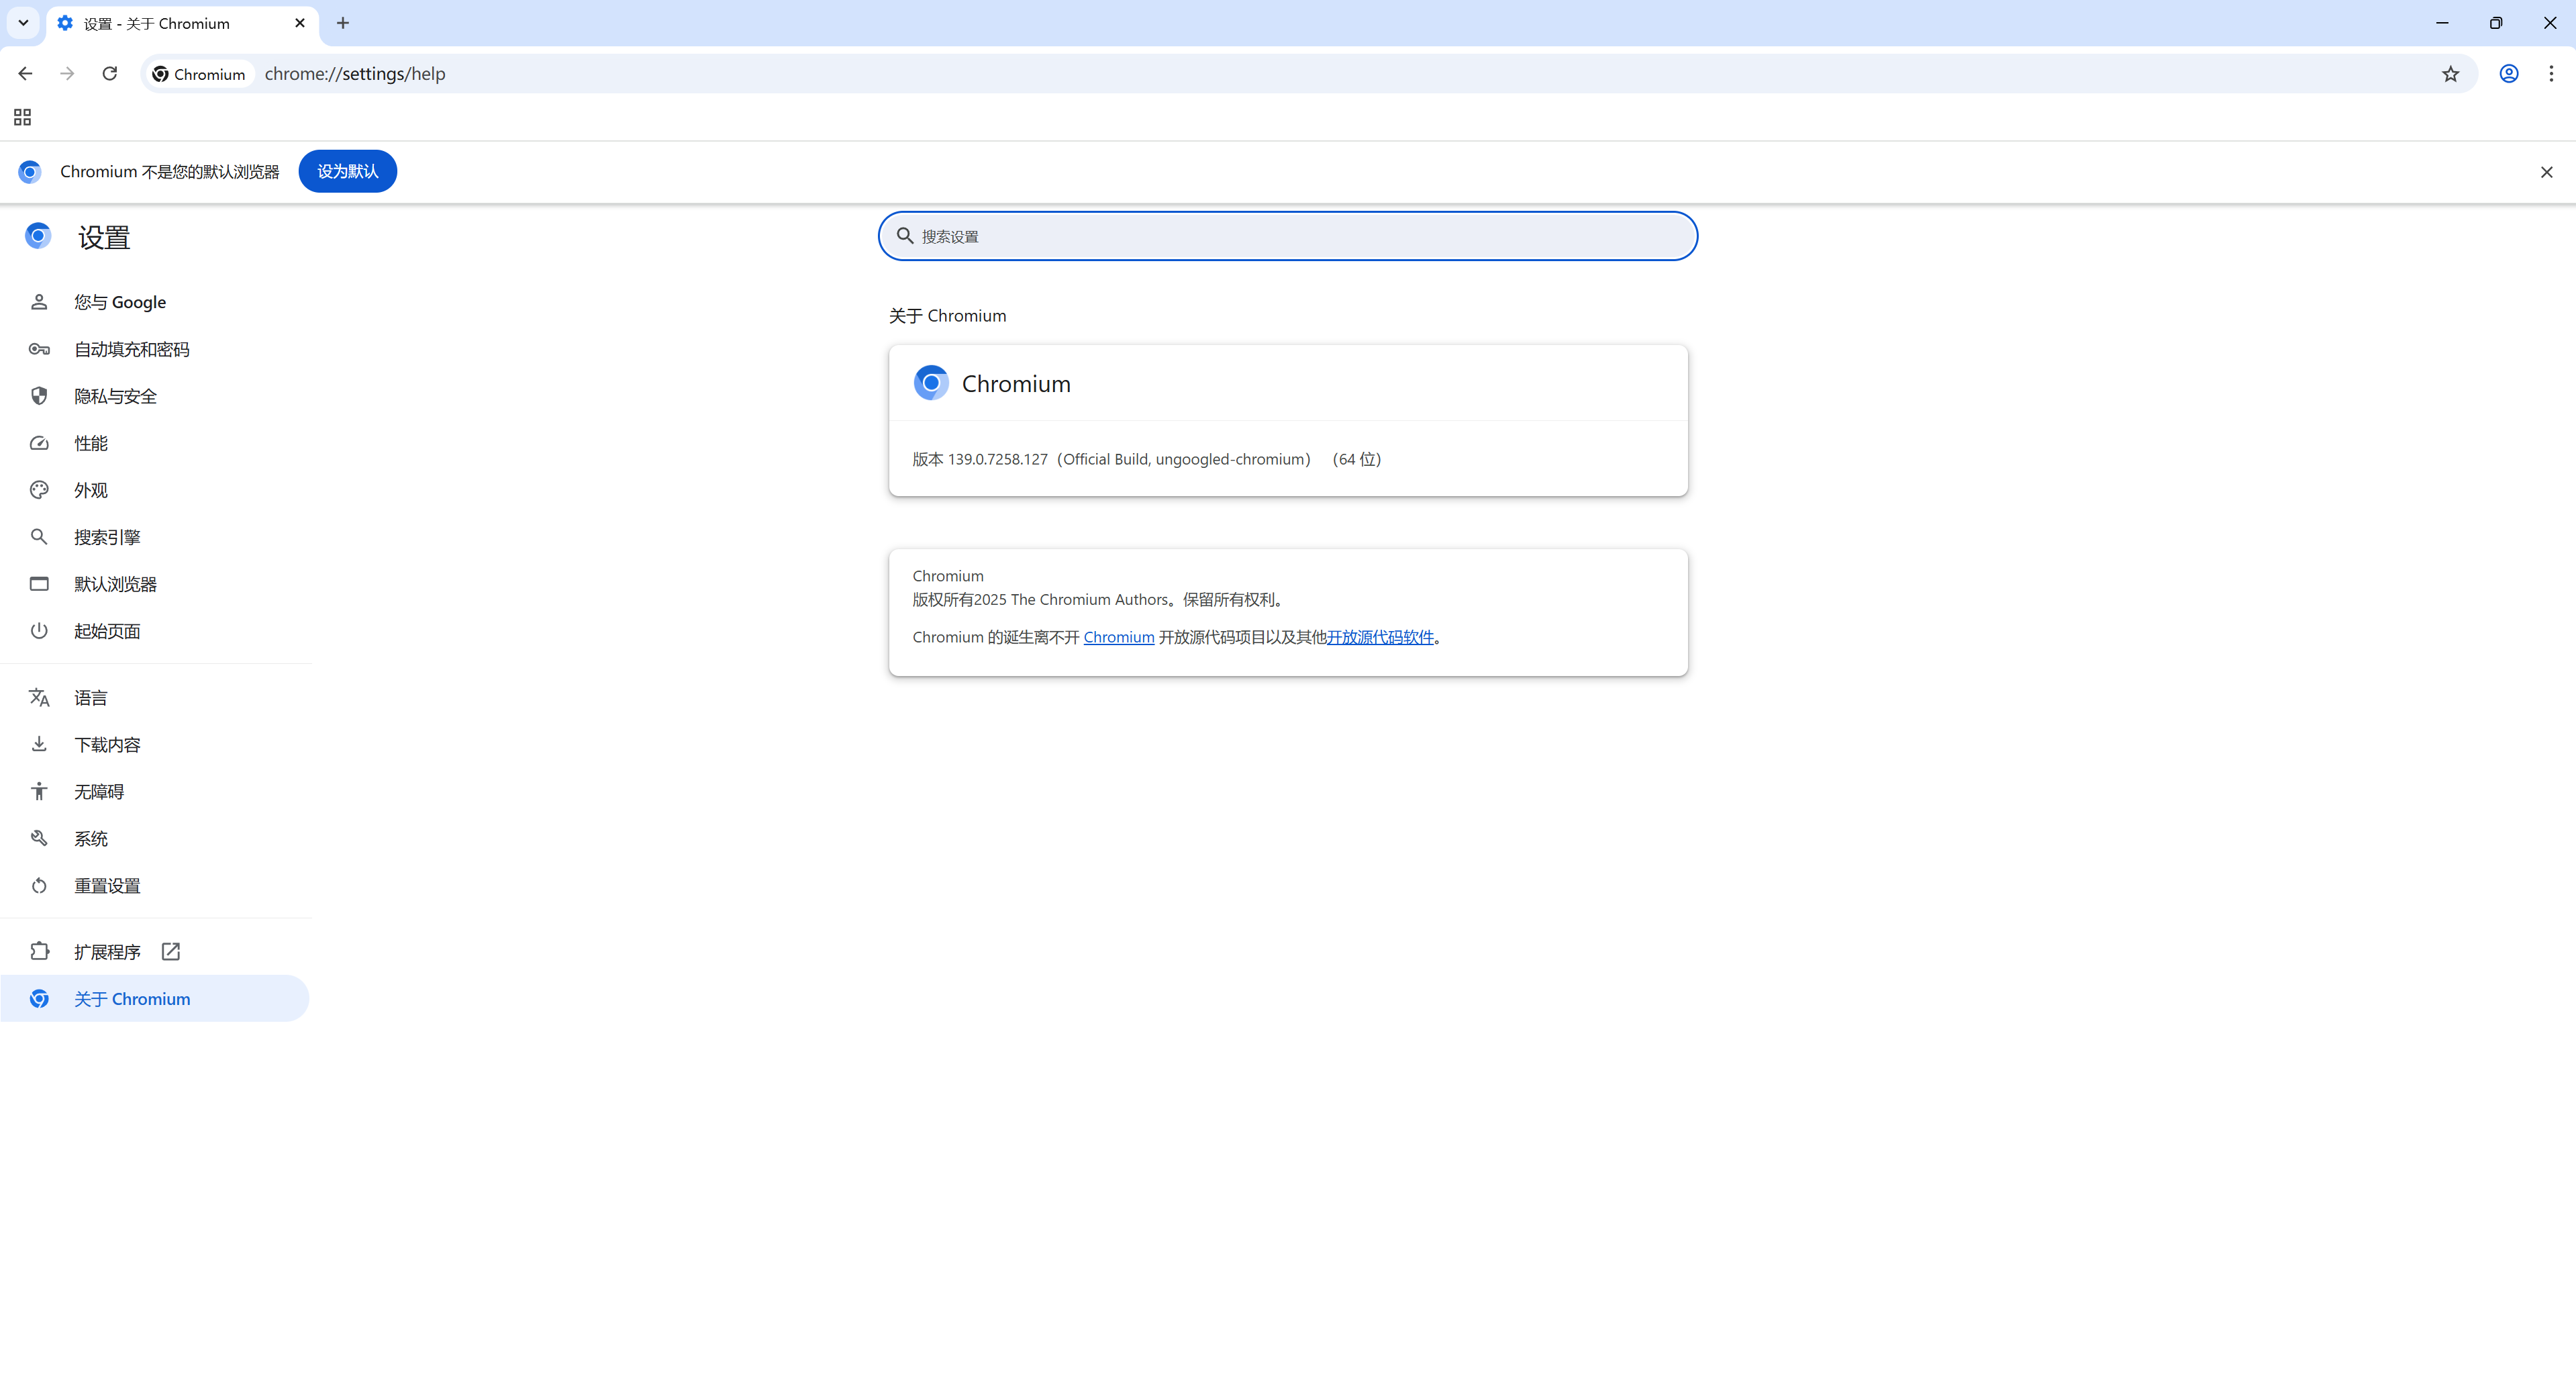 设置 - 关于 Chromium
Chromium
chrome://settings/help
Chromium 不是您的默认浏览器
设为默认
设置
搜索设置
您与 Google
自动填充和密码
隐私与安全
性能
外观
搜索引擎
默认浏览器
起始页面
语言
下载内容
无障碍
系统
重置设置
扩展程序
关于 Chromium
关于 Chromium
Chromium
版本 139.0.7258.127（Official Build, ungoogled-chromium） （64 位）
Chromium
版权所有2025 The Chromium Authors。保留所有权利。
Chromium 的诞生离不开 Chromium 开放源代码项目以及其他开放源代码软件。